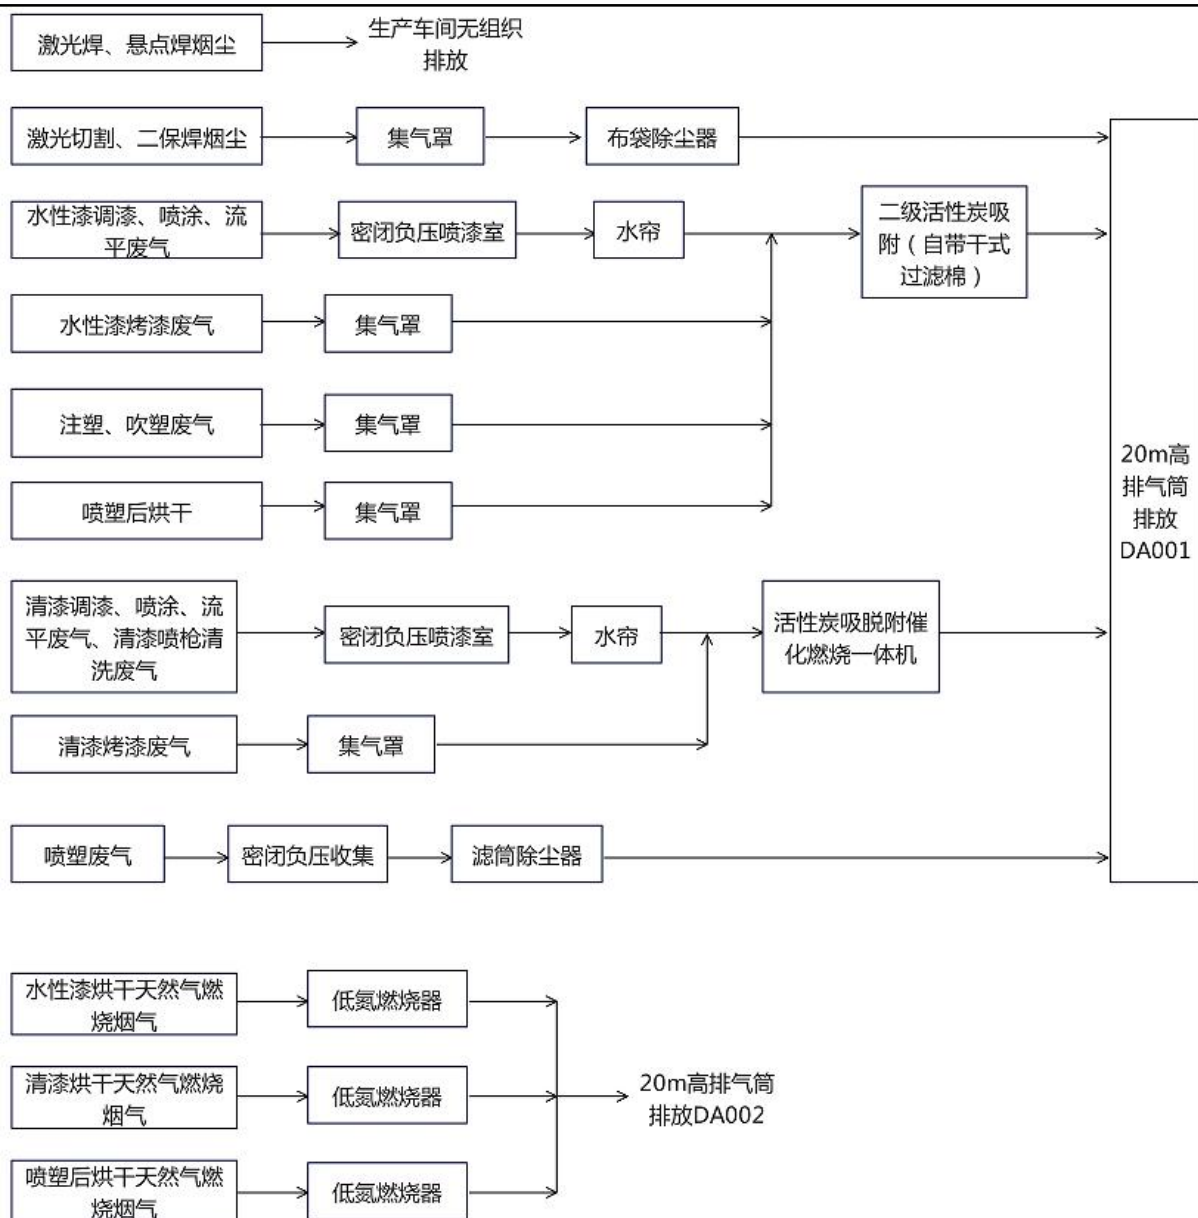 激光焊、悬点焊烟尘
生产车间无组织
排放
激光切割、二保焊烟尘
集气罩
布袋除尘器
水性漆调漆、喷涂、流
平废气
密闭负压喷漆室
水帘
二级活性炭吸
附（自带干式
过滤棉）
水性漆烤漆废气
集气罩
注塑、吹塑废气
集气罩
喷塑后烘干
集气罩
20m高
排气筒
排放
DA001
清漆调漆、喷涂、流
平废气、清漆喷枪清
洗废气
密闭负压喷漆室
水帘
活性炭吸脱附催
化燃烧一体机
清漆烤漆废气
集气罩
喷塑废气
密闭负压收集
滤筒除尘器
水性漆烘干天然气燃
烧烟气
低氮燃烧器
清漆烘干天然气燃烧
烟气
低氮燃烧器
20m高排气筒
排放DA002
喷塑后烘干天然气燃
烧烟气
低氮燃烧器